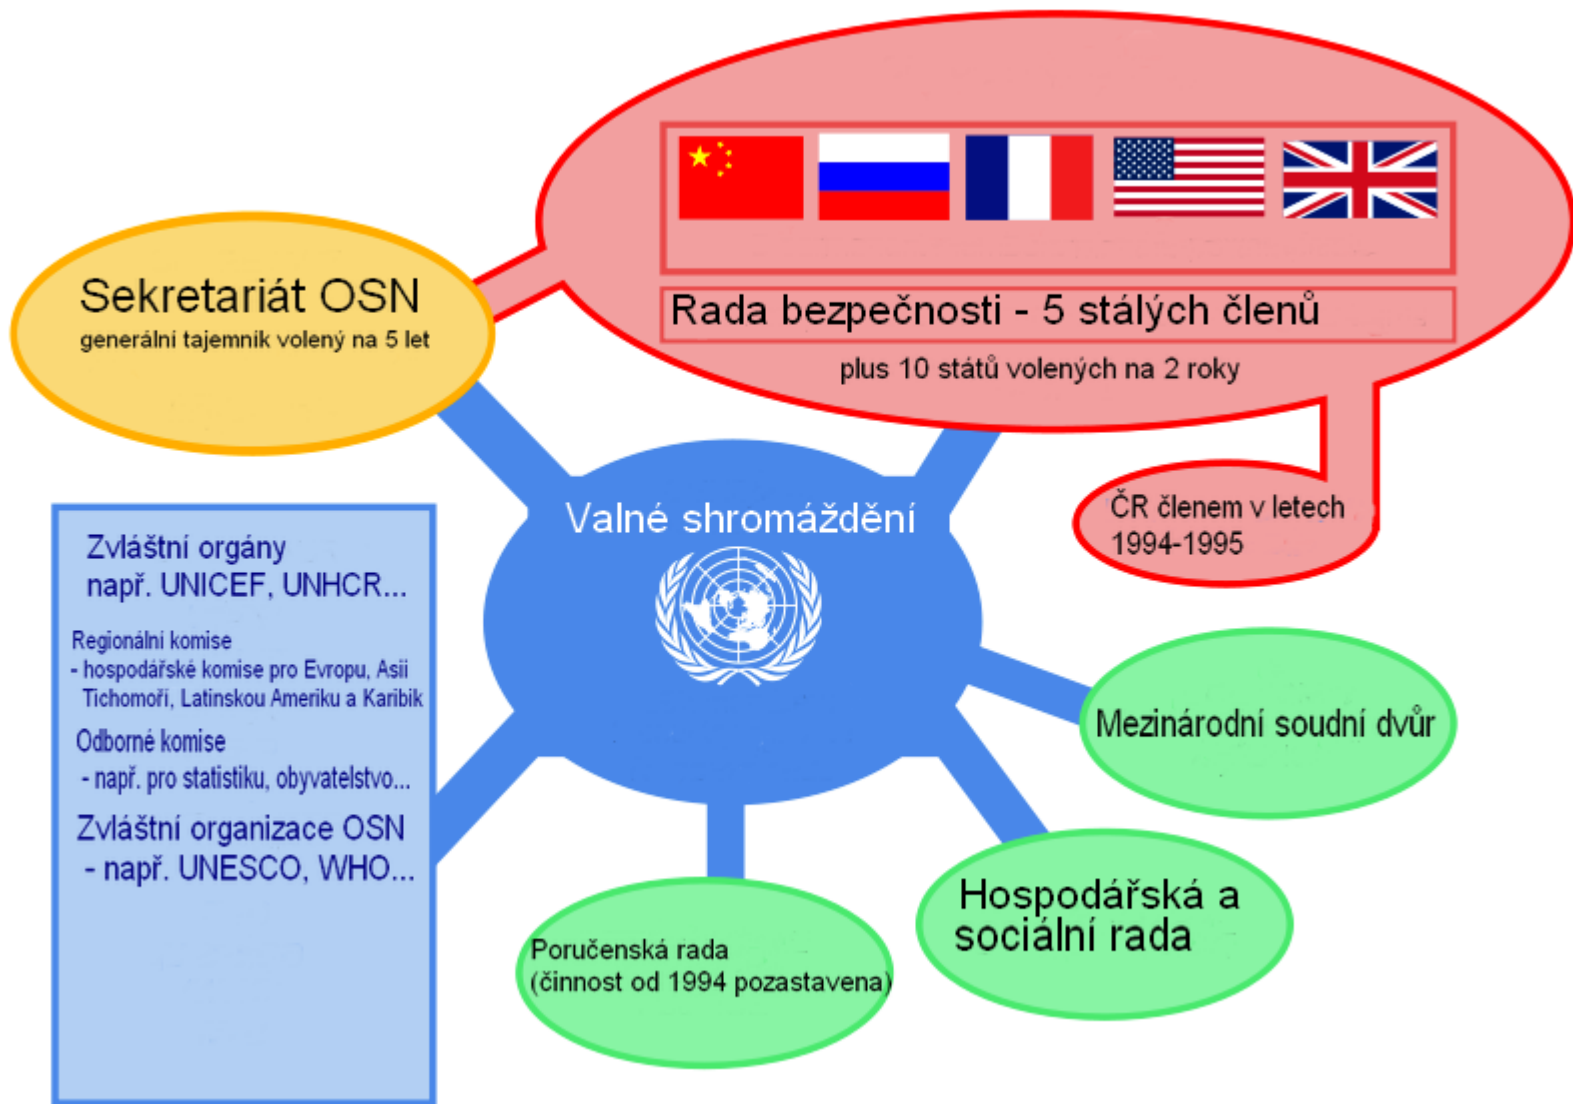 Sekretariát OSN
generální tajemník volený na 5 let
Rada bezpečnosti - 5 stálých členů
plus 10 států volených na 2 roky
ČR členem v letech
1994-1995
Valné shromáždění
Zvláštní orgány
např. UNICEF, UNHCR...
Regionální komise
- hospodářské komise pro Evropu, Asii
Tichomoří, Latinskou Ameriku a Karibik
Odborné komise
- např. pro statistiku, obyvatelstvo...
Zvláštní organizace OSN
- např. UNESCO, WHO...
Mezinárodní soudní dvůr
Hospodářská a
sociální rada
Poručenská rada
(činnost od 1994 pozastavena)